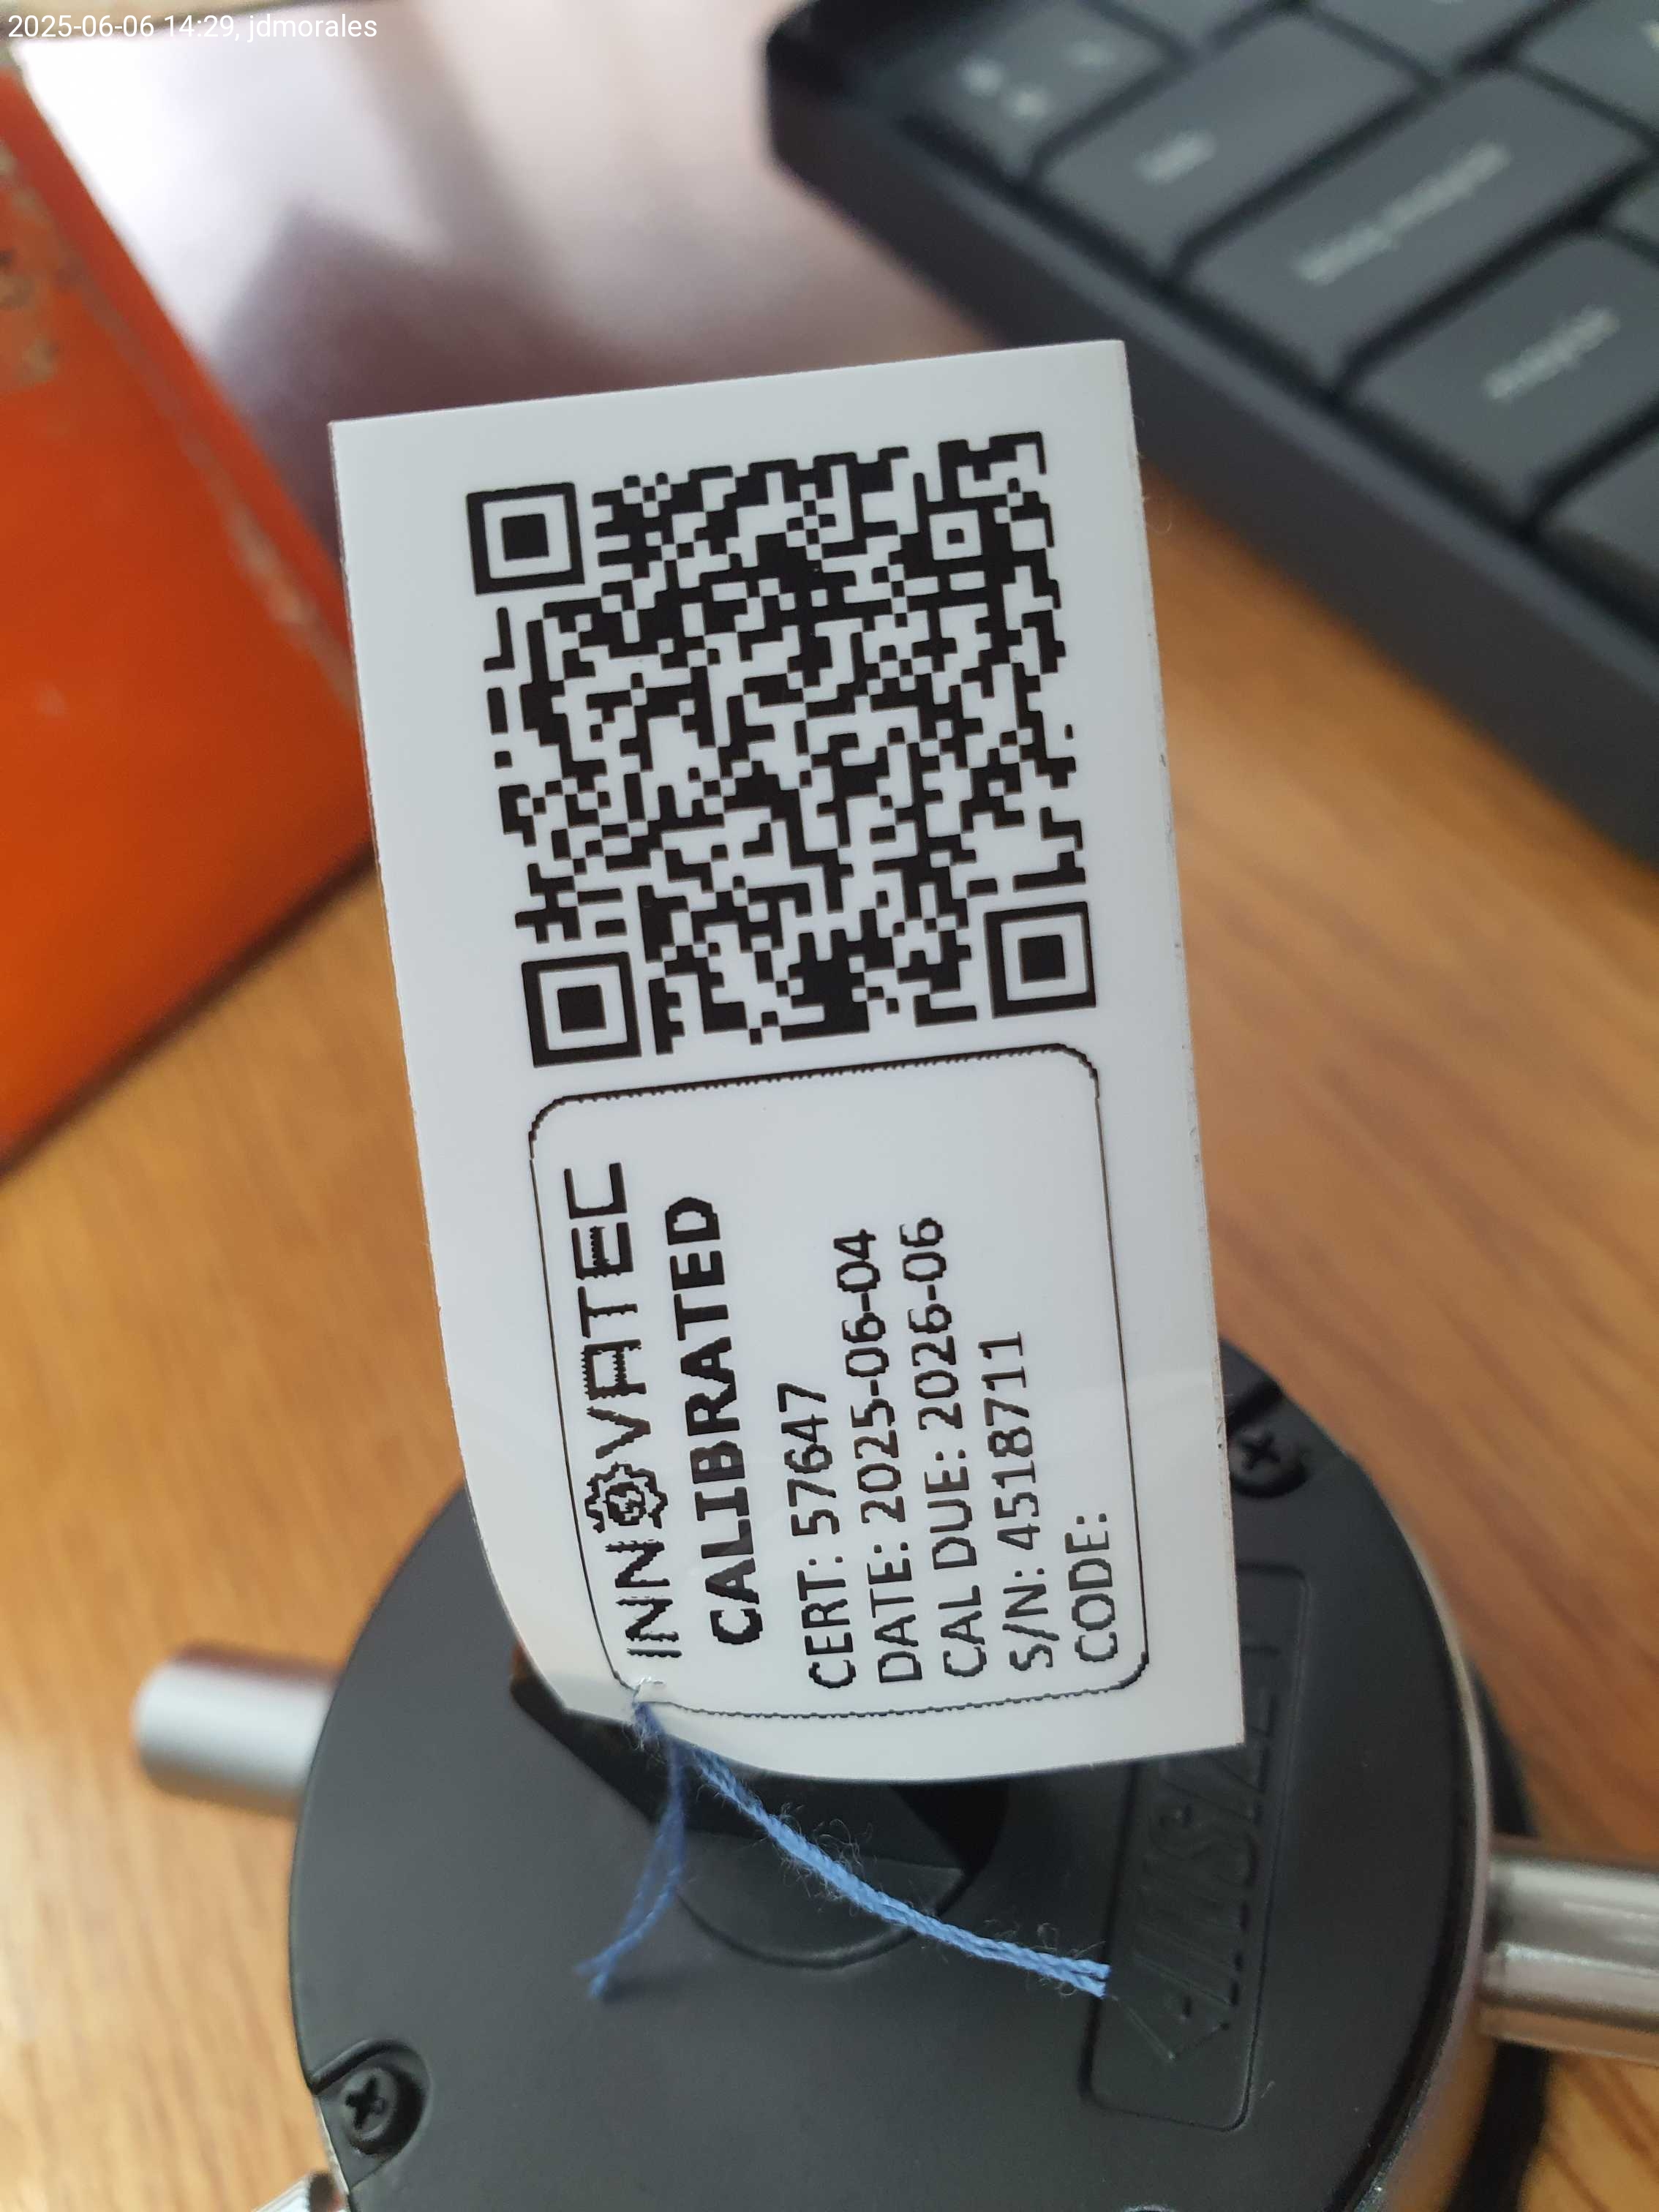 2025-06-06 14:29, jdmorales
INNOVATEC
CALIBRATED
CERT: 57647
DATE: 2025-06-04
CAL DUE: 2026-06
S/N: 4518711
CODE: